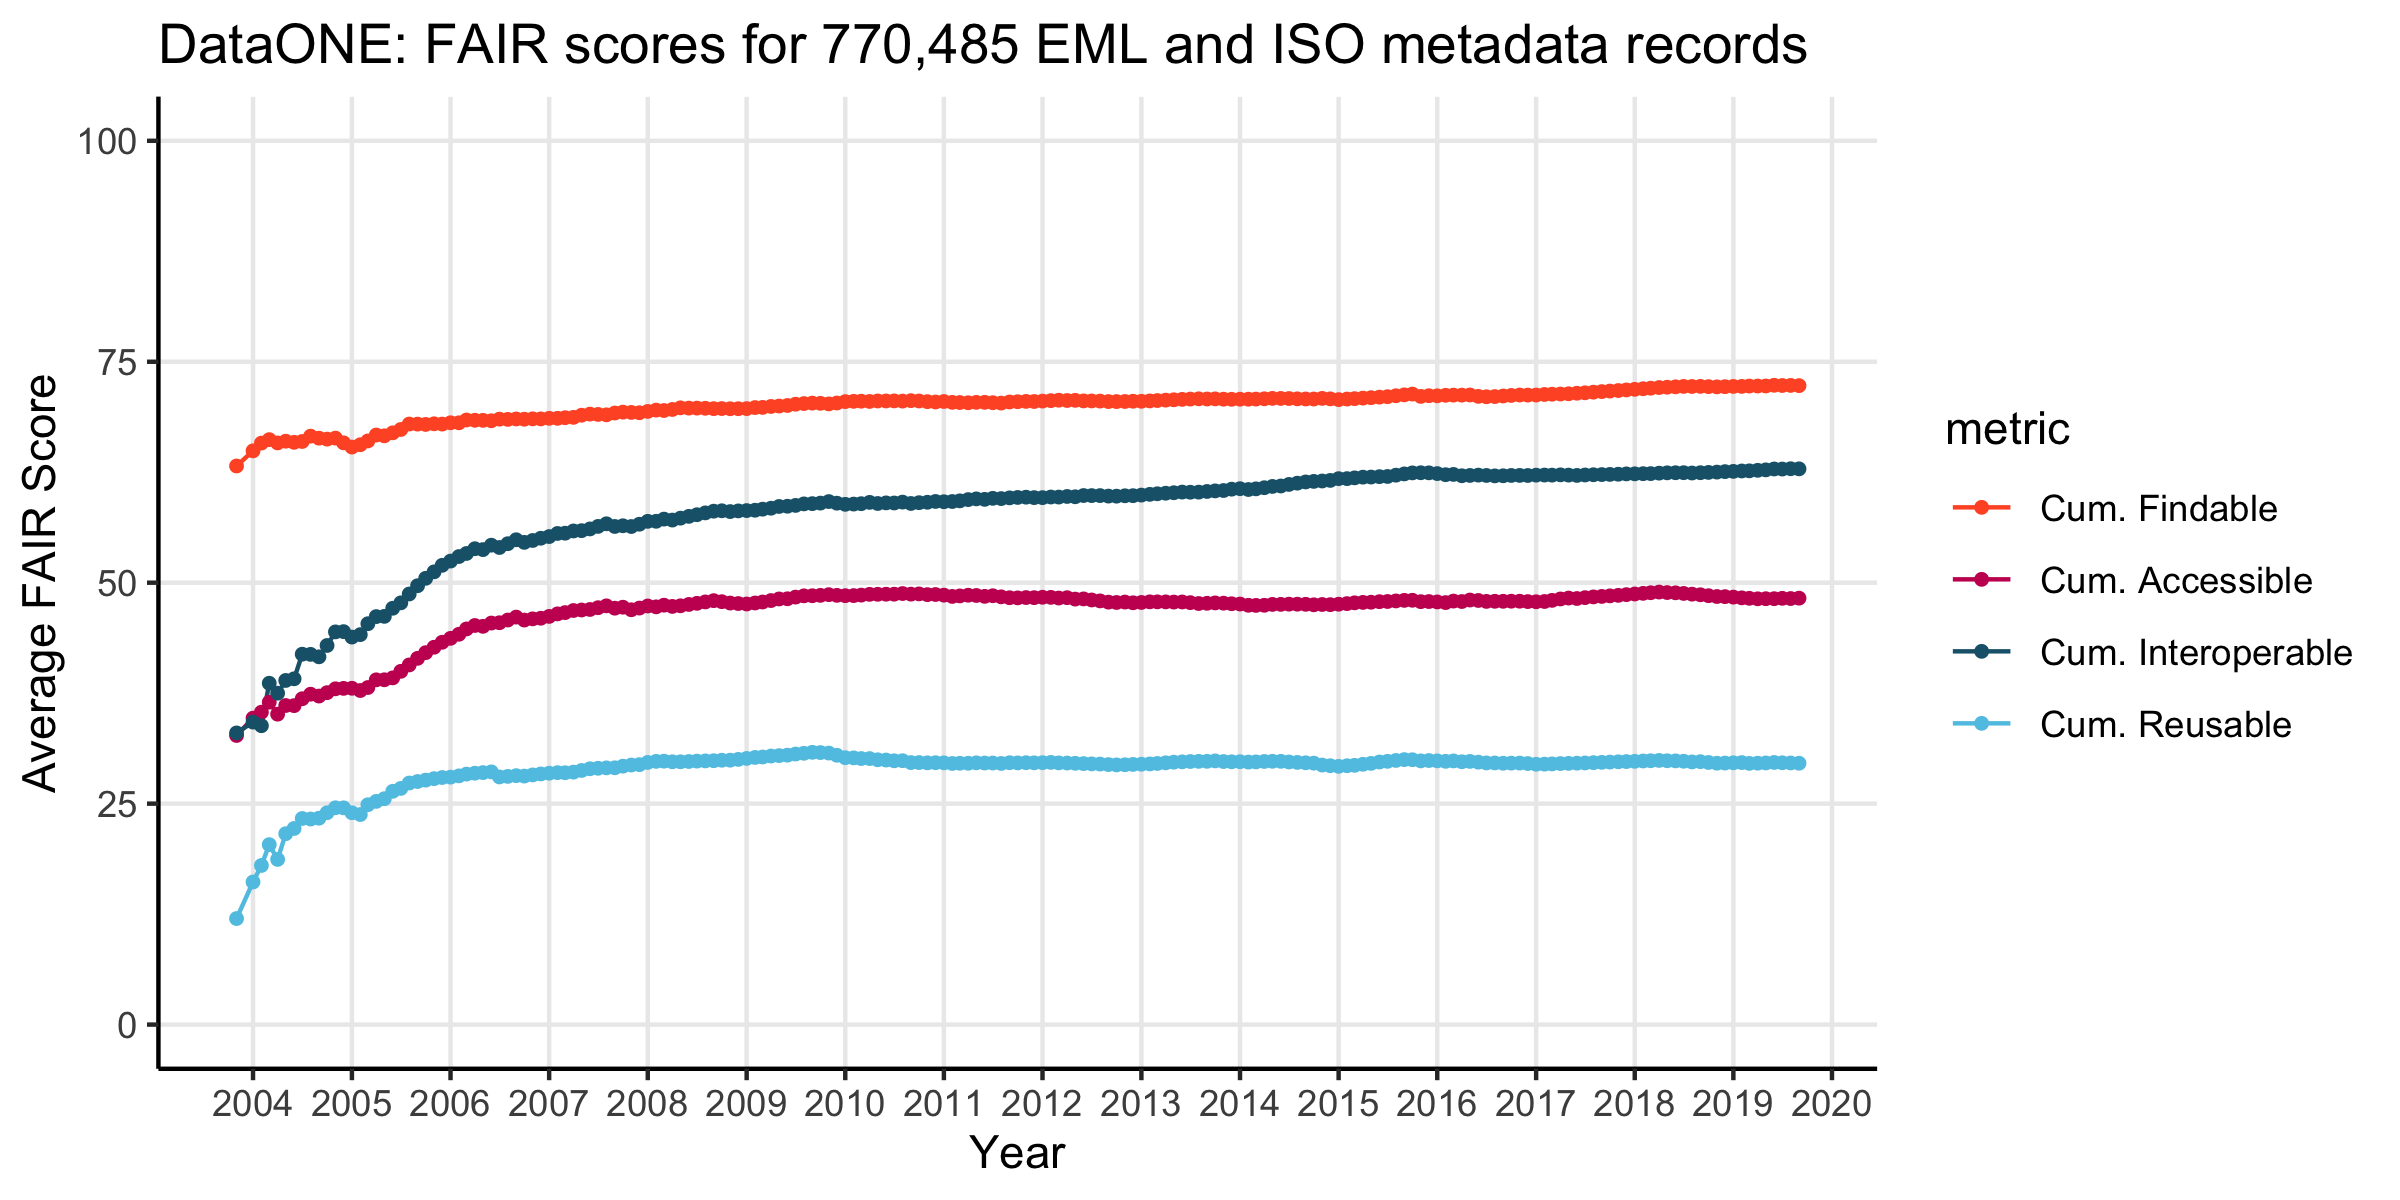 DataONE: FAIR scores for 770,485 EML and ISO metadata records
Average FAIR Score
100
75
50
25
0
2004 2005 2006 2007 2008 2009 2010 2011 2012 2013 2014 2015 2016 2017 2018 2019 2020
Year
metric
Cum. Findable
Cum. Accessible
Cum. Interoperable
Cum. Reusable